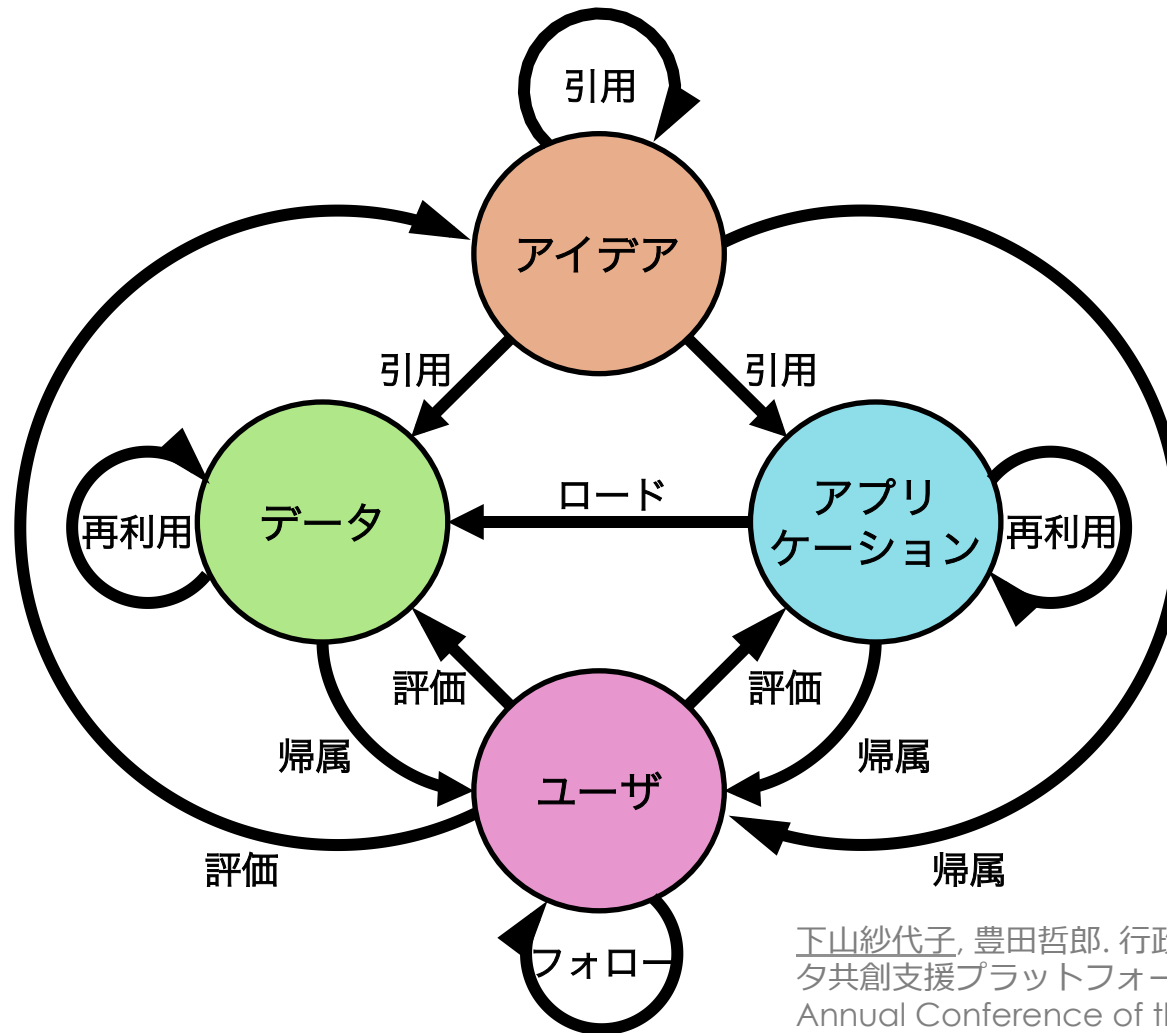 引用
アイデア
引用
引用
データ
ロード
アプリ
ケーション
再利用
再利用
評価
評価
帰属
帰属
ユーザ
評価
帰属
フォロー
下山紗代子, 豊田哲郎. 行政
タ共創支援プラットフォー
Annual Conference of th